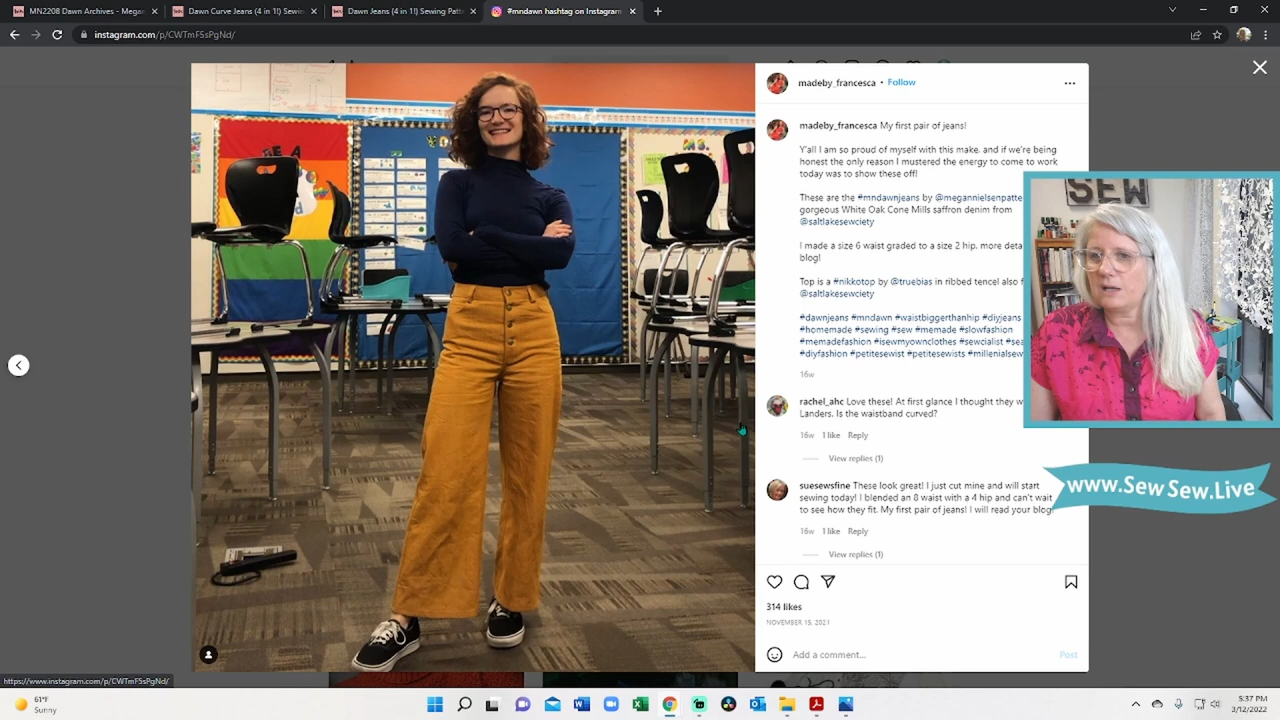 MN2208 Dawn Archives - Megan
Dawn Curve Jeans (4 in 1) Sewin
Dawn Jeans (4 in 1) Sewing Patte
#mndawn hashtag on Instagram
instagram.com/p/CWTmF5sPgNd/
madeby_francesca • Follow
madeby_francesca My first pair of jeans!
Y'all I am so proud of myself with this make. and if we're being
honest the only reason I mustered the energy to come to work
today was to show these off!
These are the #mndawnjeans by @megannielsenpatte
gorgeous White Oak Cone Mills saffron denim from
@saltlakesewciety
I made a size 6 waist graded to a size 2 hip. more deta
blog!
Top is a #nikkotop by @truebias in ribbed tencel also f
@saltlakesewciety
#dawnjeans #mndawn #waistbiggerthanhip #diyjeans
#homemade #sewing #sew #memade #slowfashion
#memadefashion #isewmyownclothes #sewcialist #sea
#diyfashion #petitesewist #petitesewists #millenialsew
16w
rachel_ahc Love these! At first glance I thought they w
Landers. Is the waistband curved?
16w 1 like Reply
View replies (1)
suesewsfine These look great! I just cut mine and will start
sewing today! I blended an 8 waist with a 4 hip and can't wait
to see how they fit. My first pair of jeans! I will read your blog!
16w 1 like Reply
View replies (1)
314 likes
NOVEMBER 15, 2021
Add a comment...
Post
BE A
SEW
www.SewSew.Live
https://www.instagram.com/p/CWTmF5sPgNd/
61°F
Sunny
5:37 PM
3/12/2022